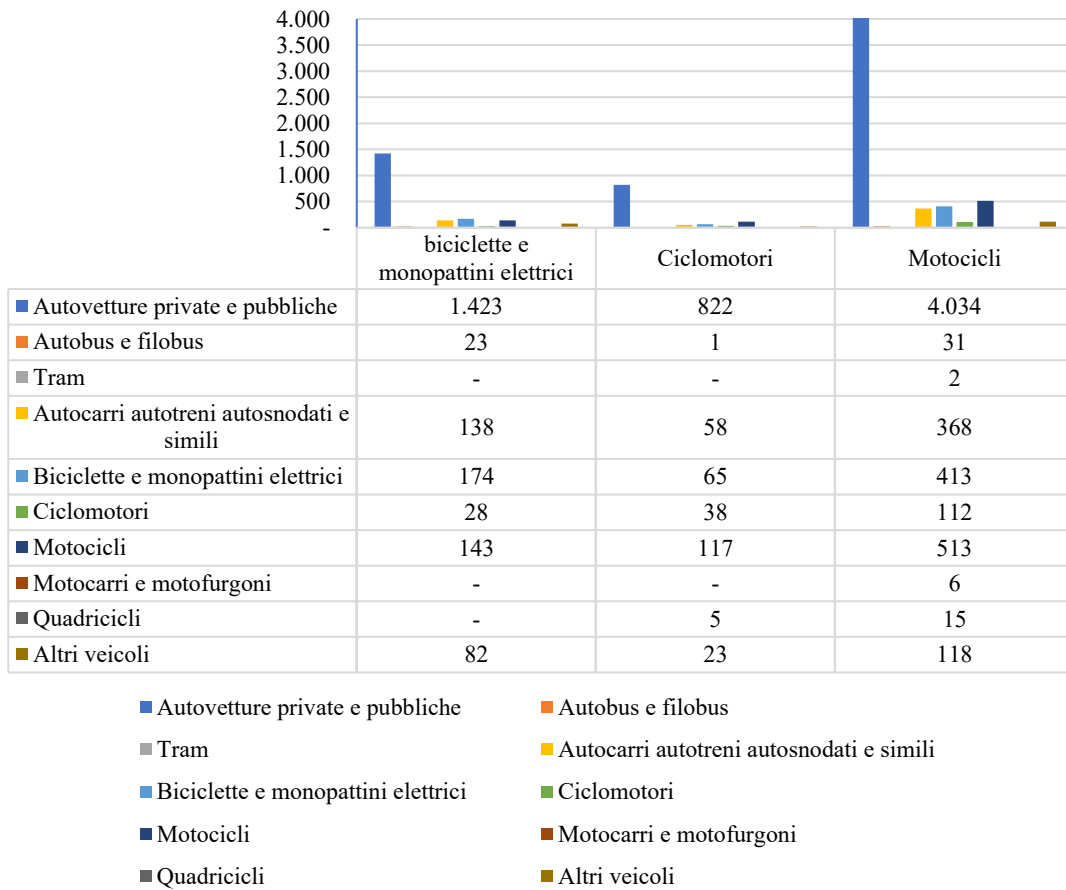 4.000
3.500
3.000
2.500
2.000
1.500
1.000
500
-
biciclette e
monopattini elettrici
Ciclomotori
Motocicli
Autovetture private e pubbliche 1.423 822 4.034
Autobus e filobus 23 1 31
Tram - - 2
Autocarri autotreni autosnodati e
simili 138 58 368
Biciclette e monopattini elettrici 174 65 413
Ciclomotori 28 38 112
Motocicli 143 117 513
Motocarri e motofurgoni - - 6
Quadricicli - 5 15
Altri veicoli 82 23 118
Autovetture private e pubbliche Autobus e filobus
Tram Autocarri autotreni autosnodati e simili
Biciclette e monopattini elettrici Ciclomotori
Motocicli Motocarri e motofurgoni
Quadricicli Altri veicoli